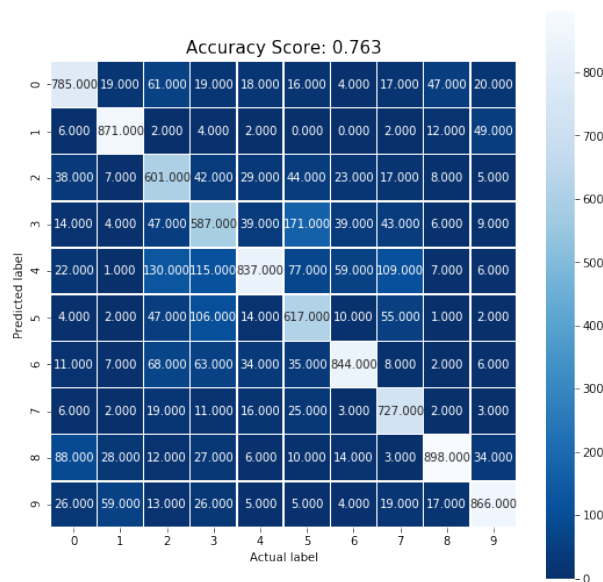 Accuracy Score: 0.763
0 785.000 19.000 61.000 19.000 18.000 16.000 4.000 17.000 47.000 20.000
1 6.000 871.000 2.000 4.000 2.000 0.000 0.000 2.000 12.000 49.000
2 38.000 7.000 601.000 42.000 29.000 44.000 23.000 17.000 8.000 5.000
3 14.000 4.000 47.000 587.000 39.000 171.000 39.000 43.000 6.000 9.000
4 22.000 1.000 130.000 115.000 837.000 77.000 59.000 109.000 7.000 6.000
5 4.000 2.000 47.000 106.000 14.000 617.000 10.000 55.000 1.000 2.000
6 11.000 7.000 68.000 63.000 34.000 35.000 844.000 8.000 2.000 6.000
7 6.000 2.000 19.000 11.000 16.000 25.000 3.000 727.000 2.000 3.000
8 88.000 28.000 12.000 27.000 6.000 10.000 14.000 3.000 898.000 34.000
9 26.000 59.000 13.000 26.000 5.000 5.000 4.000 19.000 17.000 866.000
0 1 2 3 4 5 6 7 8 9
Actual label
Predicted label
800
700
600
500
400
300
200
100
0